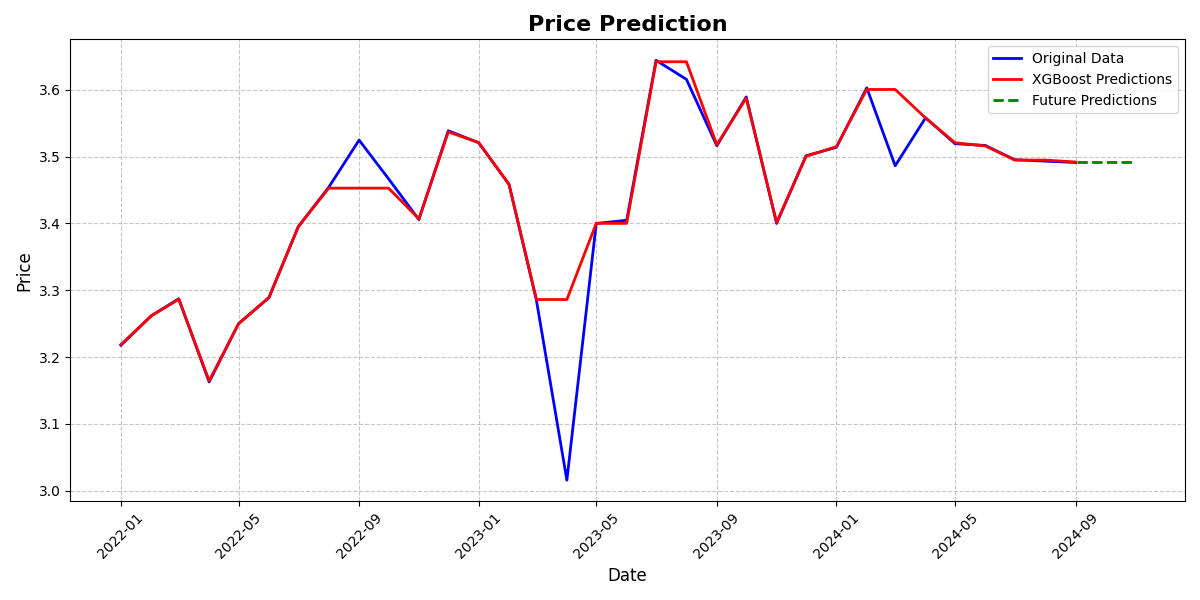 Price Prediction
Original Data
XGBoost Predictions
Future Predictions
Price
3.6
3.5
3.4
3.3
3.2
3.1
3.0
2022-01
2022-05
2022-09
2023-01
2023-05
2023-09
2024-01
2024-05
2024-09
Date